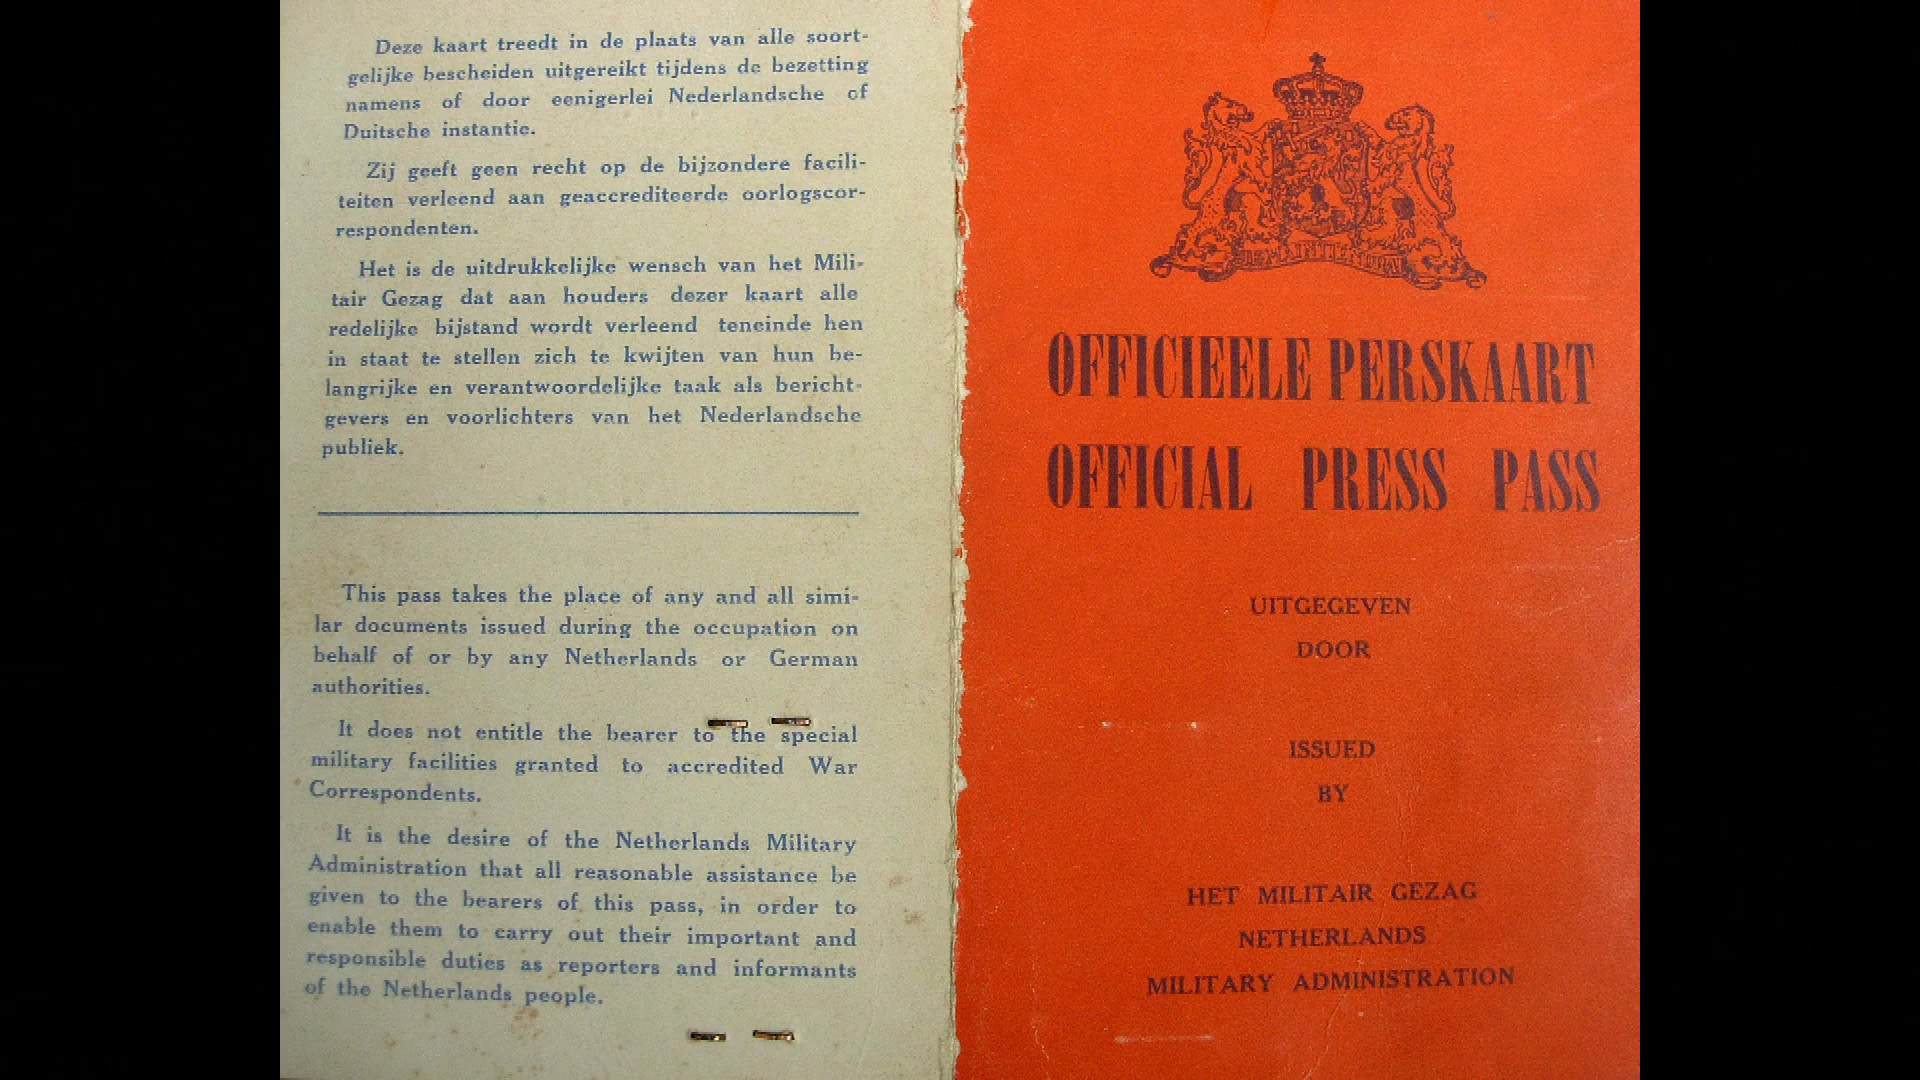 Deze kaart treedt in de plaats van alle soort-
gelijke bescheiden uitgereikt tijdens de bezetting
namens of door eenigerlei Nederlandsche of
Duitsche instantie.
Zij geeft geen recht op de bijzondere facili-
teiten verleend aan geaccrediteerde oorlogscor-
respondenten.
Het is de uitdrukkelijke wensch van het Mili-
tair Gezag dat aan houders dezer kaart alle
redelijke bijstand wordt verleend teneinde hen
in staat te stellen zich te kwijten van hun be-
langrijke en verantwoordelijke taak als bericht-
gevers en voorlichters van het Nederlandsche
publiek.
This pass takes the place of any and all simi-
lar documents issued during the occupation on
behalf of or by any Netherlands or German
authorities.
It does not entitle the bearer to the special
military facilities granted to accredited War
Correspondents.
It is the desire of the Netherlands Military
Administration that all reasonable assistance be
given to the bearers of this pass, in order to
enable them to carry out their important and
responsible duties as reporters and informants
of the Netherlands people.
JE MAINTIENDRAI
OFFICIEELE PERSKAART
OFFICIAL PRESS PASS
UITGEGEVEN
DOOR
ISSUED
BY
HET MILITAIR GEZAG
NETHERLANDS
MILITARY ADMINISTRATION